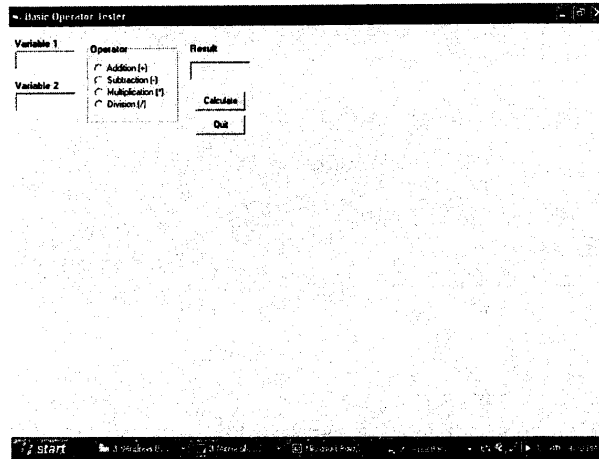 Basic Operator Tester
Variable 1
Variable 2
Operator
Addition (+)
Subtraction (-)
Multiplication (*)
Division (/)
Result
Calculate
Quit
start